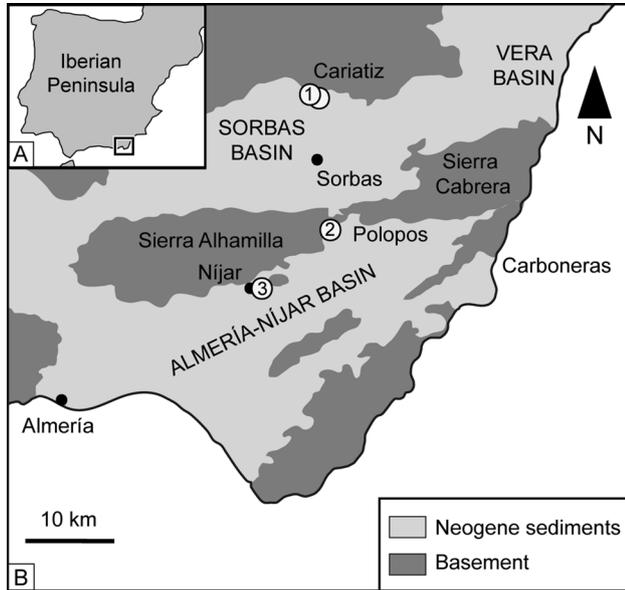 Iberian
Peninsula
A
VERA
BASIN
Cariatiz
1
SORBAS
BASIN
N
Sorbas
Sierra
Cabrera
2
Sierra Alhamilla
Polopos
Níjar
3
Carboneras
ALMERÍA-NÍJAR BASIN
Almería
10 km
Neogene sediments
Basement
B